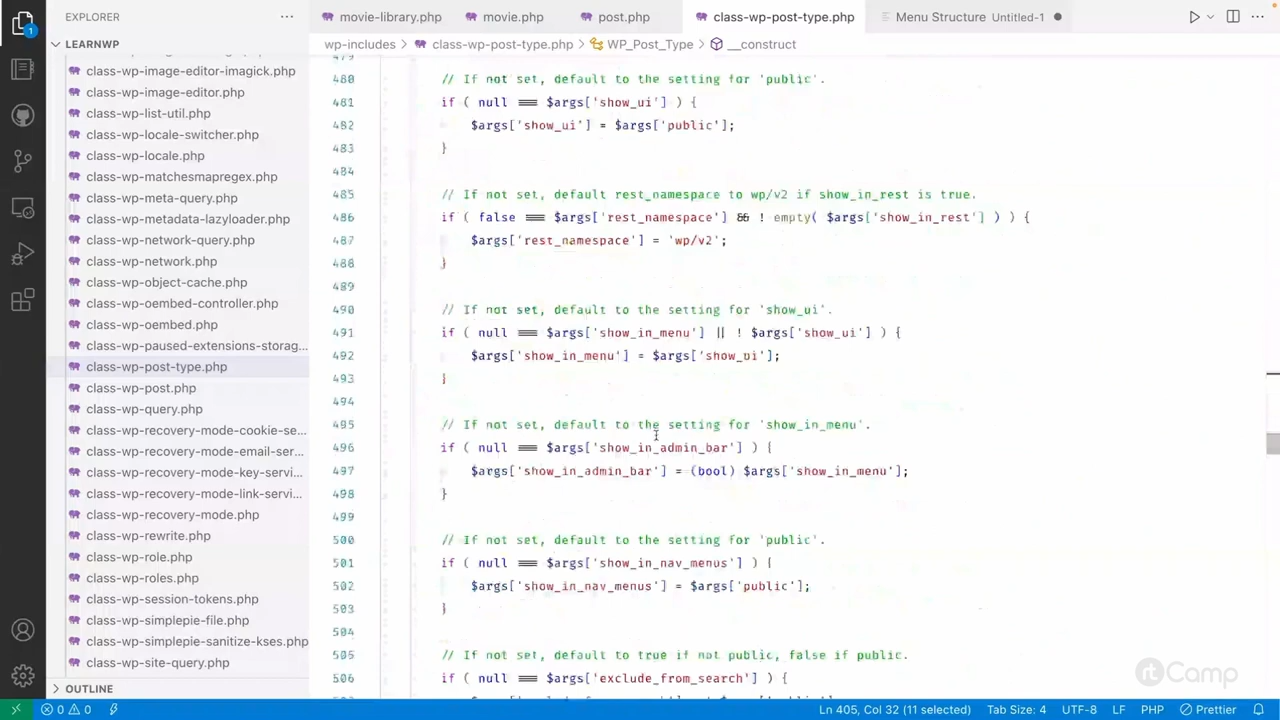 EXPLORER
movie-library.php
movie.php
post.php
class-wp-post-type.php
Menu Structure Untitled-1
1
LEARNWP
wp-includes > class-wp-post-type.php > WP_Post_Type > __construct
class-wp-image-editor-imagick.php
class-wp-image-editor.php
class-wp-list-util.php
class-wp-locale-switcher.php
class-wp-locale.php
class-wp-matchesmapregex.php
class-wp-meta-query.php
class-wp-metadata-lazyloader.php
class-wp-network-query.php
class-wp-network.php
class-wp-object-cache.php
class-wp-oembed-controller.php
class-wp-oembed.php
class-wp-paused-extensions-storag...
class-wp-post-type.php
class-wp-post.php
class-wp-query.php
class-wp-recovery-mode-cookie-se...
class-wp-recovery-mode-email-ser...
class-wp-recovery-mode-key-servi...
class-wp-recovery-mode-link-servi...
class-wp-recovery-mode.php
class-wp-rewrite.php
class-wp-role.php
class-wp-roles.php
class-wp-session-tokens.php
class-wp-simplepie-file.php
class-wp-simplepie-sanitize-kses.php
class-wp-site-query.php
OUTLINE
479
480 // If not set, default to the setting for 'public'.
481 if ( null === $args['show_ui'] ) {
482 $args['show_ui'] = $args['public'];
483 }
484
485 // If not set, default rest_namespace to wp/v2 if show_in_rest is true.
486 if ( false === $args['rest_namespace'] && ! empty( $args['show_in_rest'] ) ) {
487 $args['rest_namespace'] = 'wp/v2';
488 }
489
490 // If not set, default to the setting for 'show_ui'.
491 if ( null === $args['show_in_menu'] || ! $args['show_ui'] ) {
492 $args['show_in_menu'] = $args['show_ui'];
493 }
494
495 // If not set, default to the setting for 'show_in_menu'.
496 if ( null === $args['show_in_admin_bar'] ) {
497 $args['show_in_admin_bar'] = (bool) $args['show_in_menu'];
498 }
499
500 // If not set, default to the setting for 'public'.
501 if ( null === $args['show_in_nav_menus'] ) {
502 $args['show_in_nav_menus'] = $args['public'];
503 }
504
505 // If not set, default to true if not public, false if public.
506 if ( null === $args['exclude_from_search'] ) {
rtCamp
0 0
Ln 405, Col 32 (11 selected)
Tab Size: 4
UTF-8
LF
PHP
Prettier